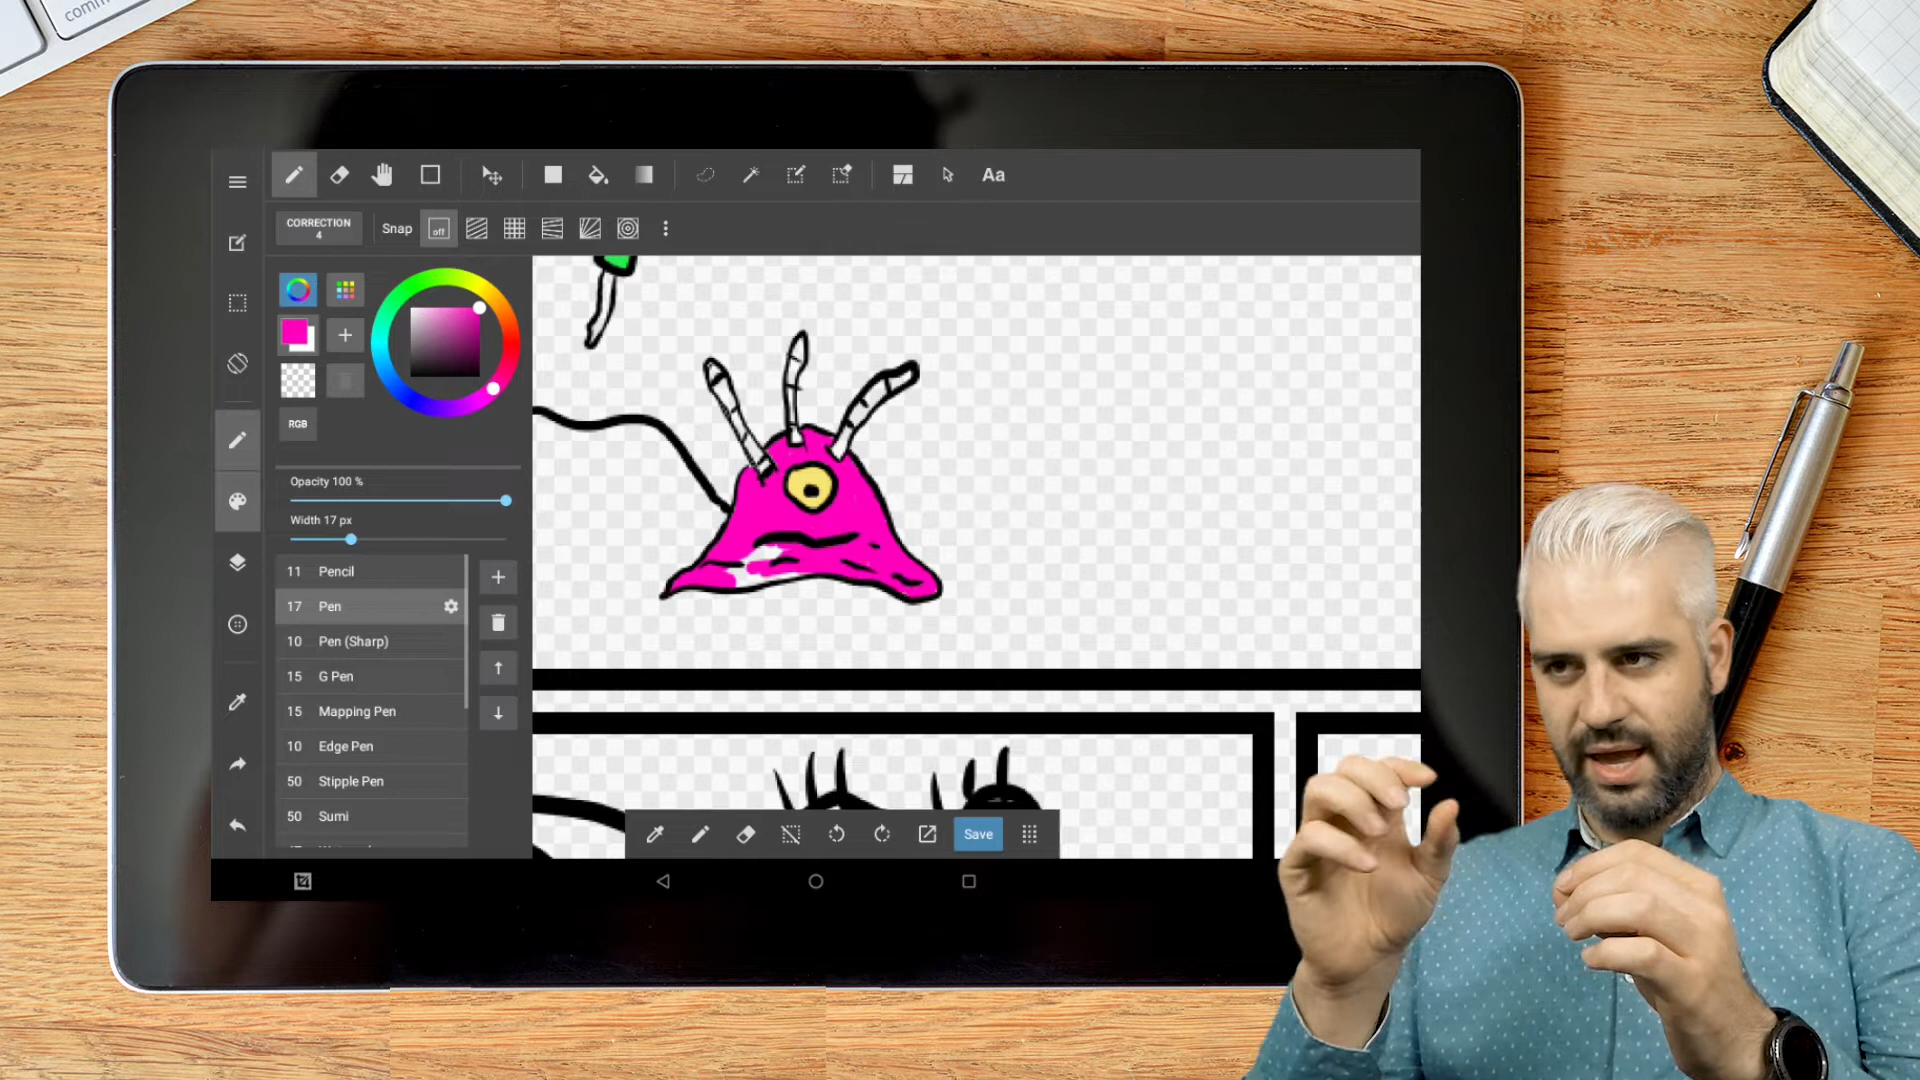 comm
Aa
CORRECTION
4
Snap
off
RGB
Opacity 100 %
Width 17 px
11 Pencil
17 Pen
10 Pen (Sharp)
15 G Pen
15 Mapping Pen
10 Edge Pen
50 Stipple Pen
50 Sumi
Save